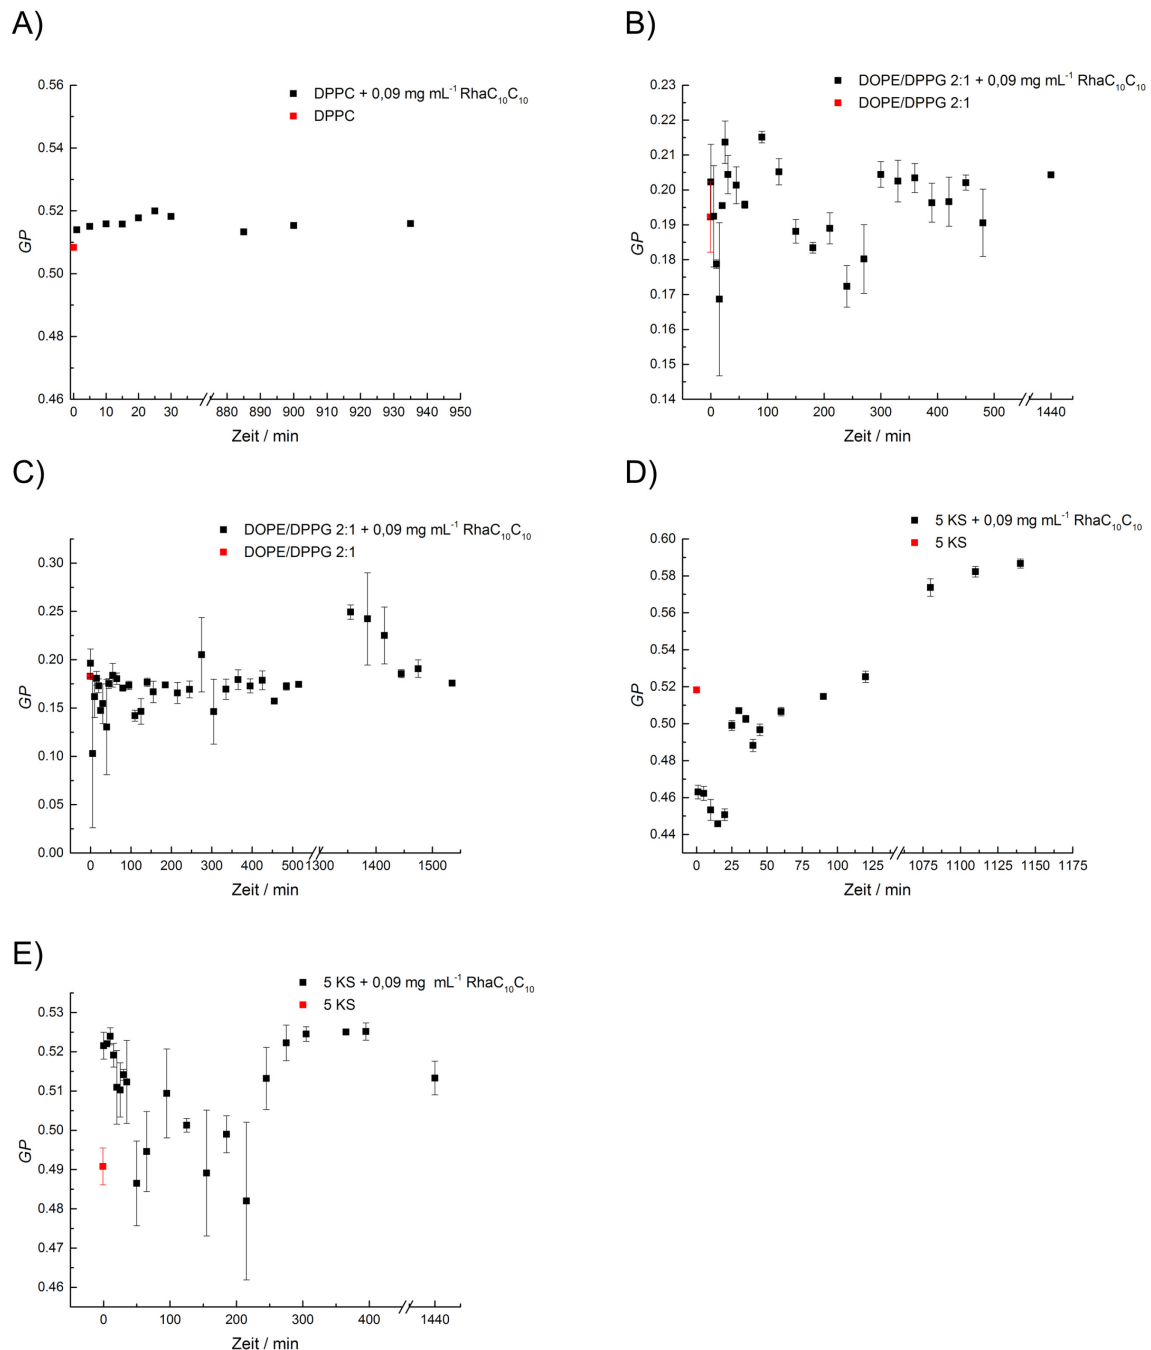 A)
DPPC + 0,09 mg mL⁻¹ RhaC₁₀C₁₀
DPPC
0.56
0.54
0.52
0.50
0.48
0.46
GP
0 10 20 30 880 890 900 910 920 930 940 950
Zeit / min
B)
DOPE/DPPG 2:1 + 0,09 mg mL⁻¹ RhaC₁₀C₁₀
DOPE/DPPG 2:1
0.23
0.22
0.21
0.20
0.19
0.18
0.17
0.16
0.15
0.14
GP
0 100 200 300 400 500 1440
Zeit / min
C)
DOPE/DPPG 2:1 + 0,09 mg mL⁻¹ RhaC₁₀C₁₀
DOPE/DPPG 2:1
0.30
0.25
0.20
0.15
0.10
0.05
0.00
GP
0 100 200 300 400 500 1300 1400 1500
Zeit / min
D)
5 KS + 0,09 mg mL⁻¹ RhaC₁₀C₁₀
5 KS
0.60
0.58
0.56
0.54
0.52
0.50
0.48
0.46
0.44
GP
0 25 50 75 100 125 1075 1100 1125 1150 1175
Zeit / min
E)
5 KS + 0,09 mg mL⁻¹ RhaC₁₀C₁₀
5 KS
0.53
0.52
0.51
0.50
0.49
0.48
0.47
0.46
GP
0 100 200 300 400 1440
Zeit / min